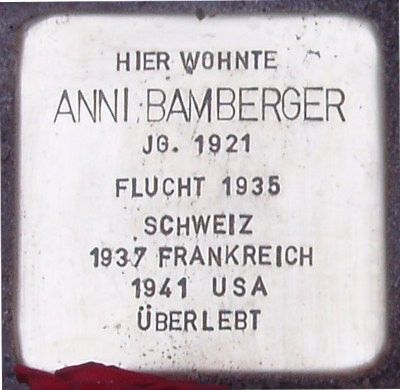 HIER WOHNTE
ANNI BAMBERGER
JG. 1921
FLUCHT 1935
SCHWEIZ
1937 FRANKREICH
1941 USA
ÜBERLEBT